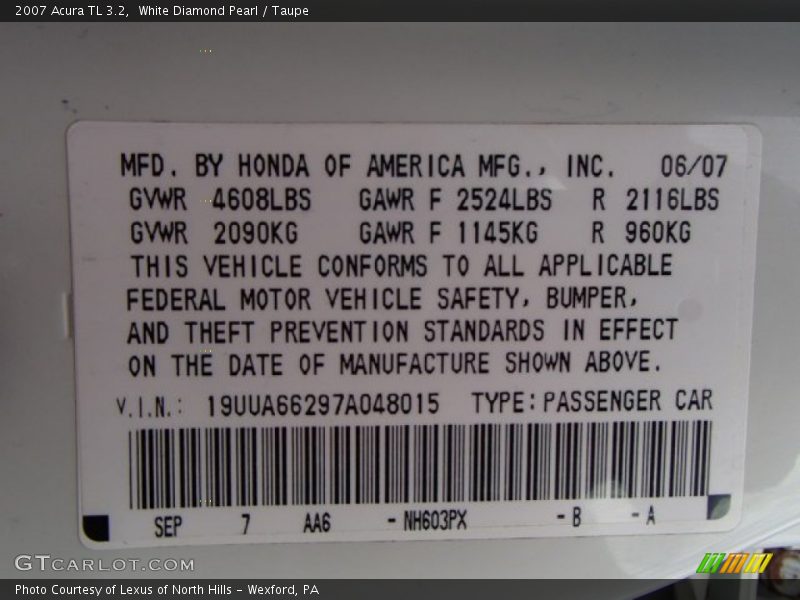 2007 Acura TL 3.2, White Diamond Pearl / Taupe
MFD. BY HONDA OF AMERICA MFG., INC. 06/07
GVWR 4608LBS GAWR F 2524LBS R 2116LBS
GVWR 2090KG GAWR F 1145KG R 960KG
THIS VEHICLE CONFORMS TO ALL APPLICABLE
FEDERAL MOTOR VEHICLE SAFETY, BUMPER,
AND THEFT PREVENTION STANDARDS IN EFFECT
ON THE DATE OF MANUFACTURE SHOWN ABOVE.
V.I.N.: 19UUA66297A048015 TYPE:PASSENGER CAR
SEP 7 AA6 -NH603PX -B -A
GTCARLOT.COM
Photo Courtesy of Lexus of North Hills - Wexford, PA